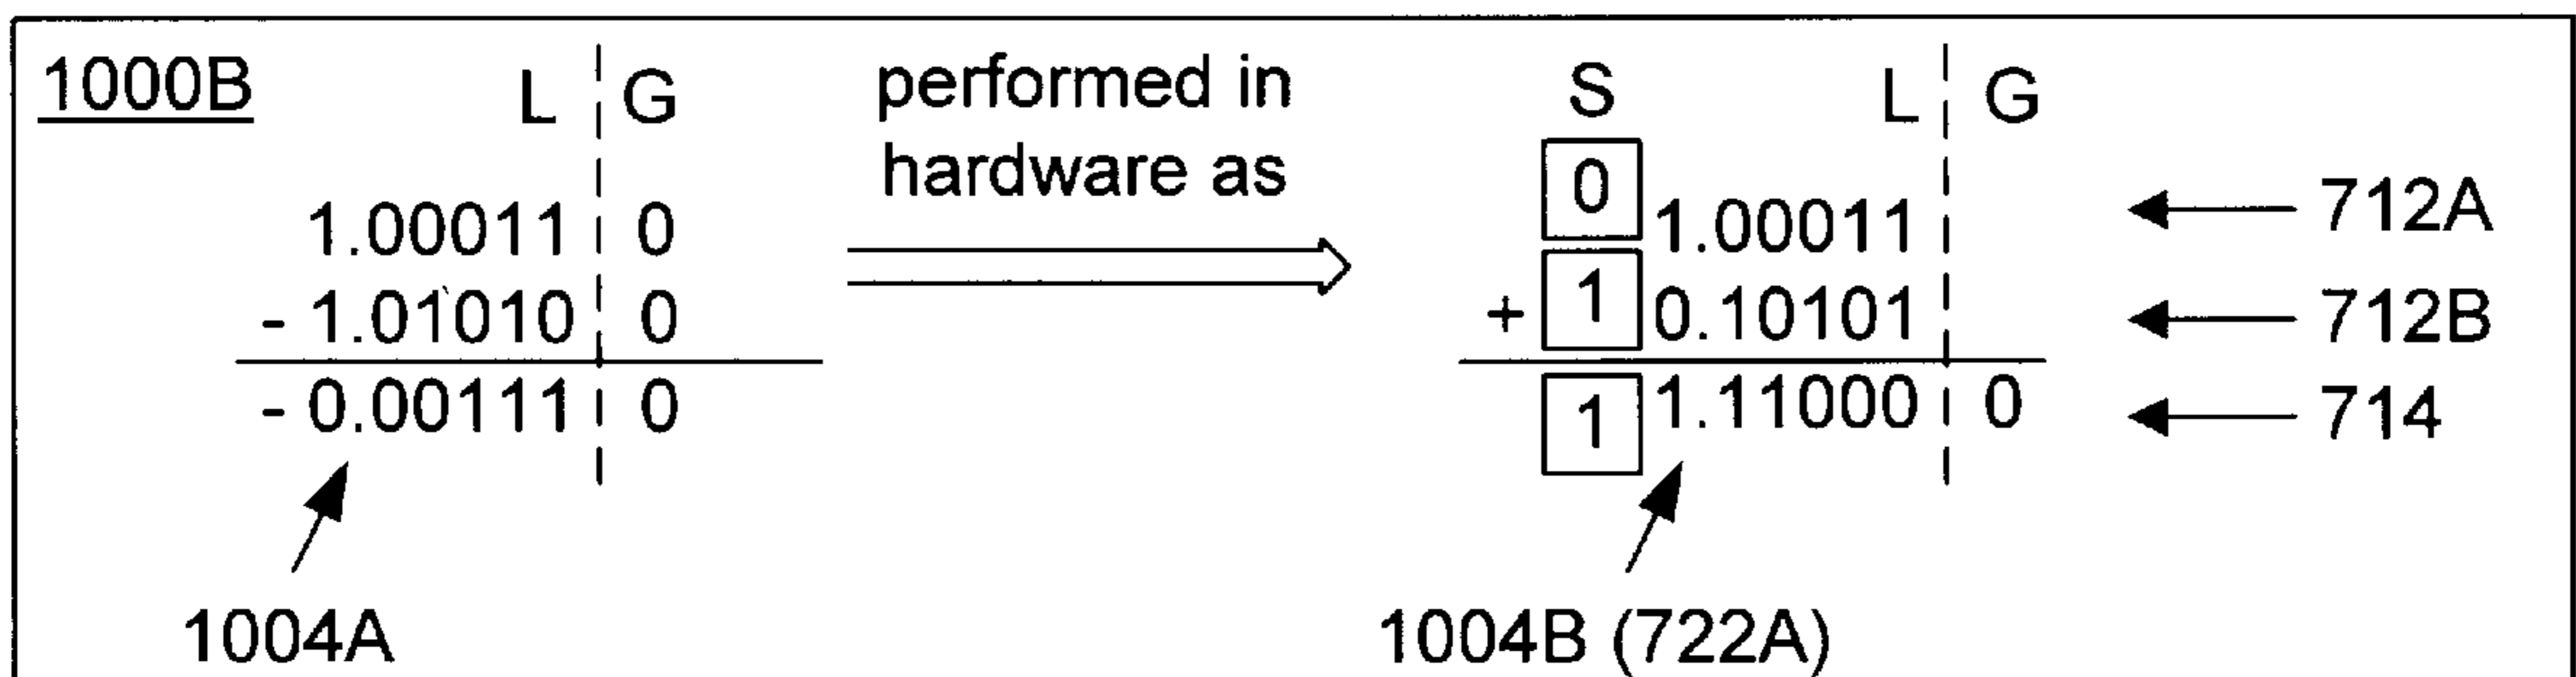 1000B
L G
1.00011 0
- 1.01010 0
- 0.00111 0
1004A
performed in
hardware as
S L G
0 1.00011 712A
+ 1 0.10101 712B
1 1.11000 0 714
1004B (722A)